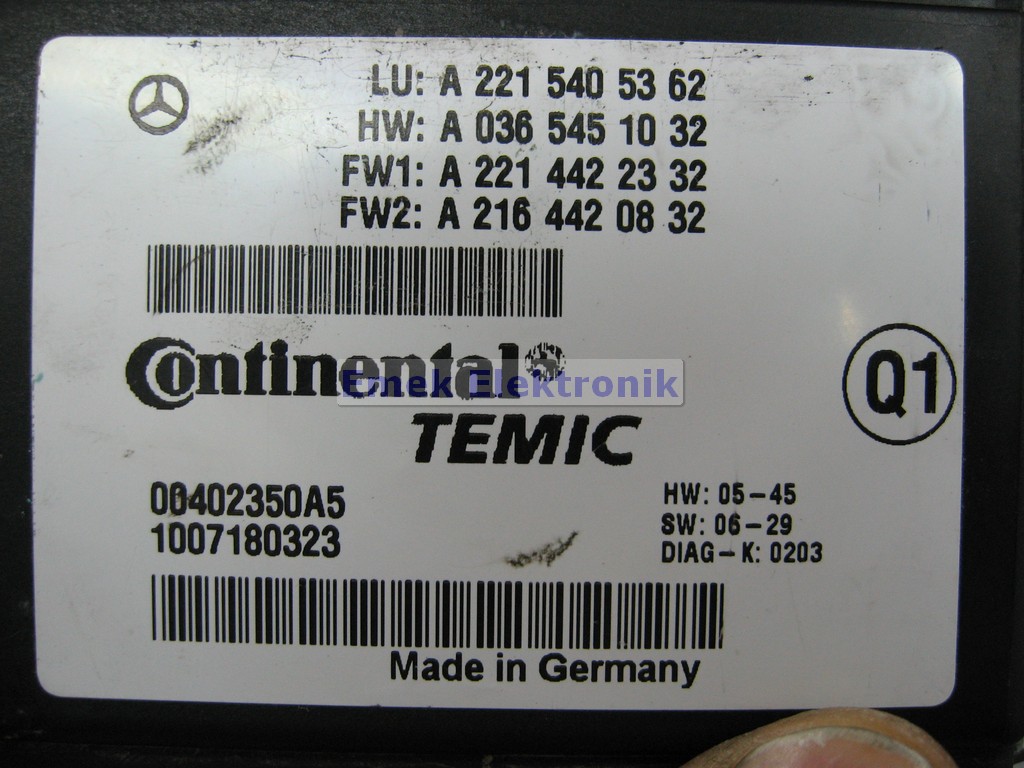 LU: A 221 540 53 62
HW: A 036 545 10 32
FW1: A 221 442 23 32
FW2: A 216 442 08 32
Continental
Emek Elektronik
TEMIC
Q1
00402350A5
1007180323
HW: 05-45
SW: 06-29
DIAG-K: 0203
Made in Germany